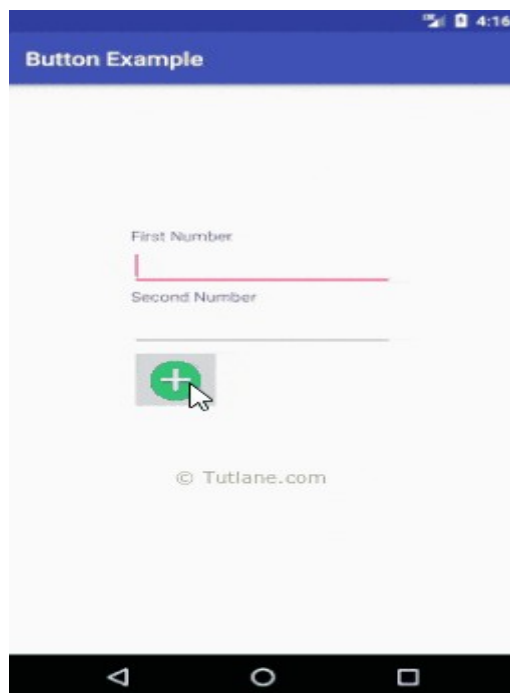 4:16
Button Example
First Number
Second Number
© Tutlane.com